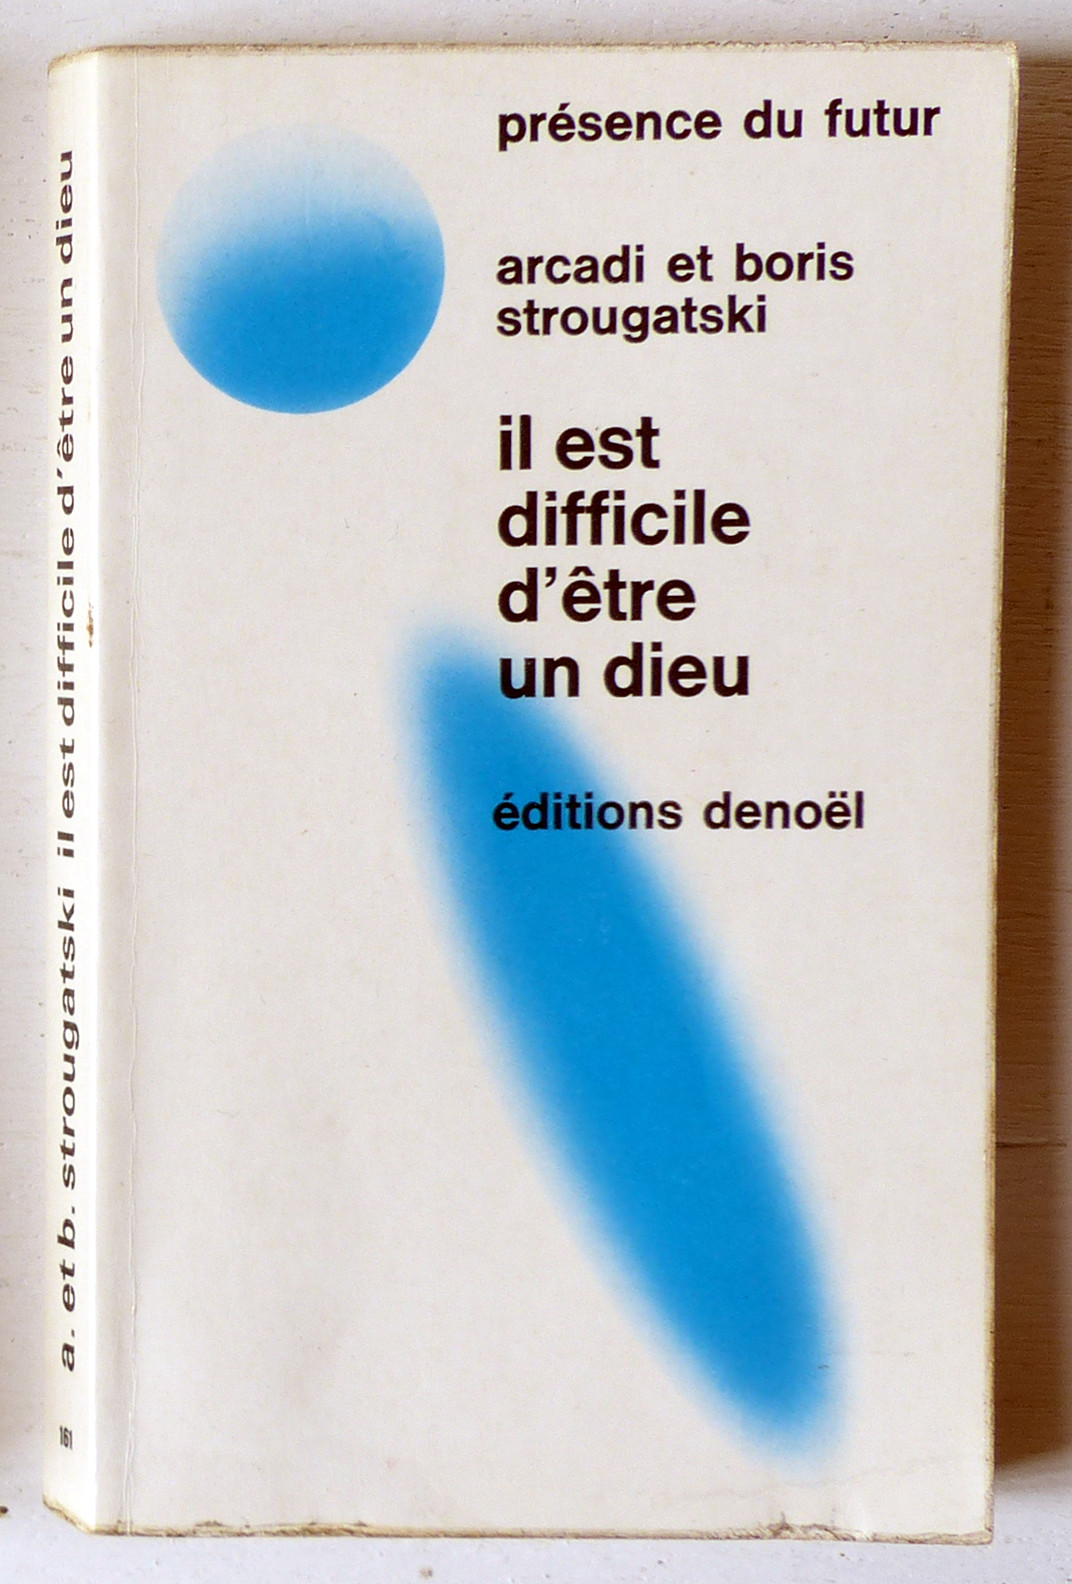 présence du futur
arcadi et boris
strougatski
il est
difficile
d'être
un dieu
éditions denoël
161 a. et b. strougatski il est difficile d'être un dieu